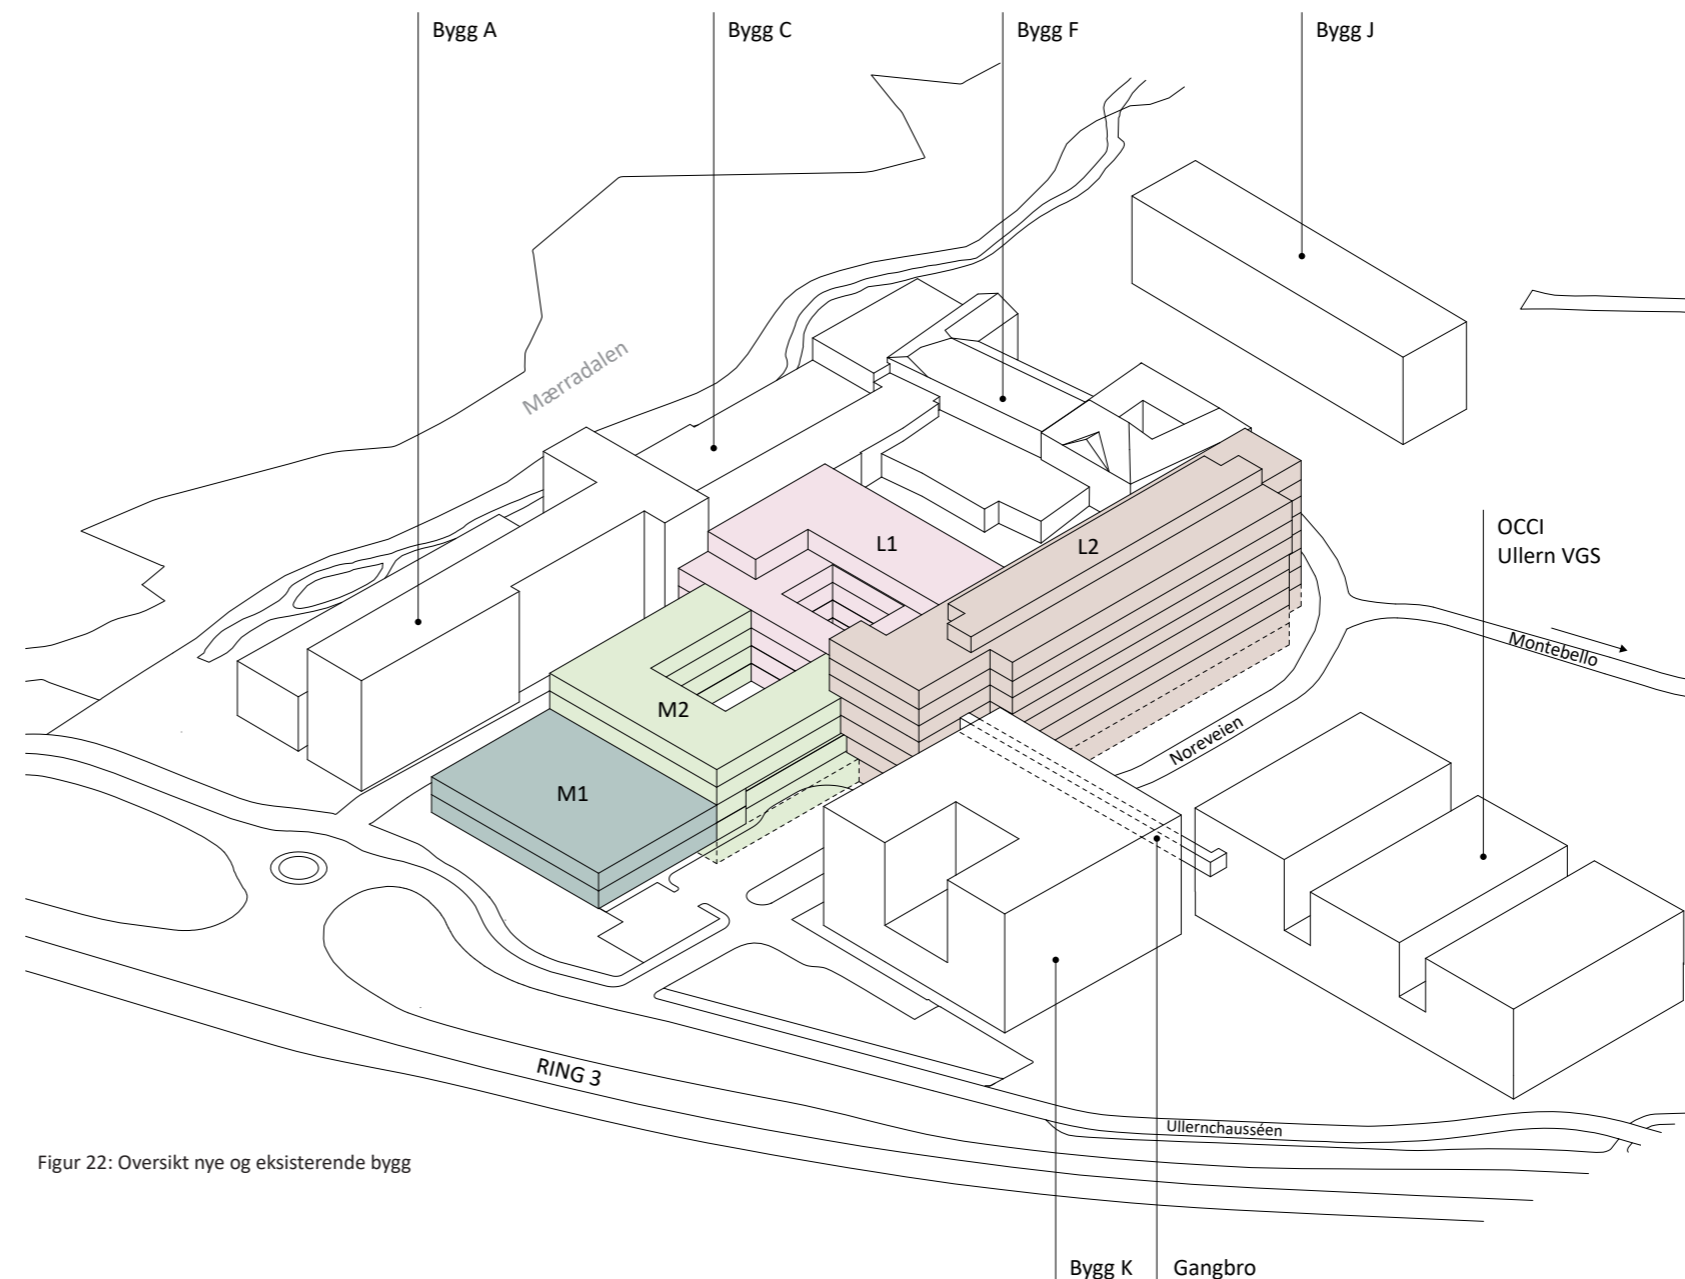 Bygg A
Bygg C
Bygg F
Bygg J
Mærradalen
L1
L2
OCCI
Ullern VGS
Montebello
M2
Noreveien
M1
RING 3
Ullernchausséen
Figur 22: Oversikt nye og eksisterende bygg
Bygg K
Gangbro